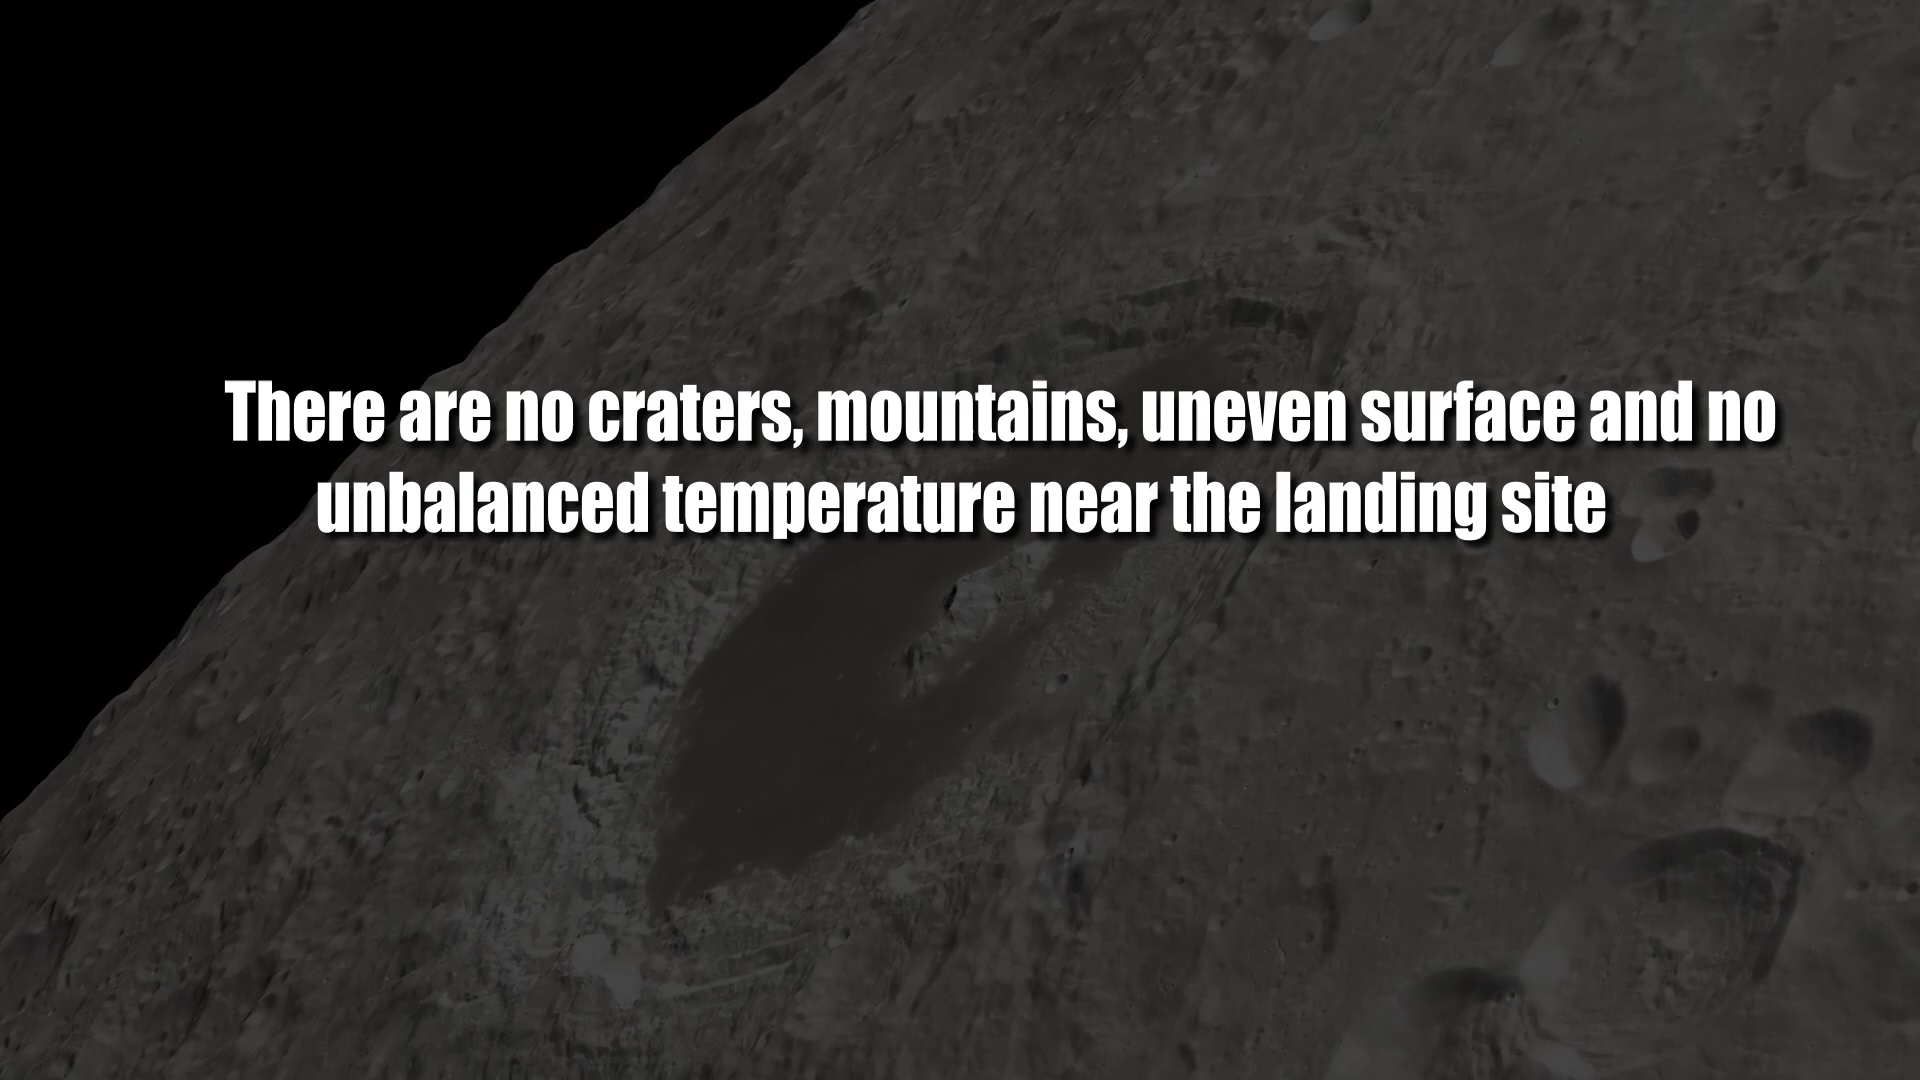 There are no craters, mountains, uneven surface and no
unbalanced temperature near the landing site